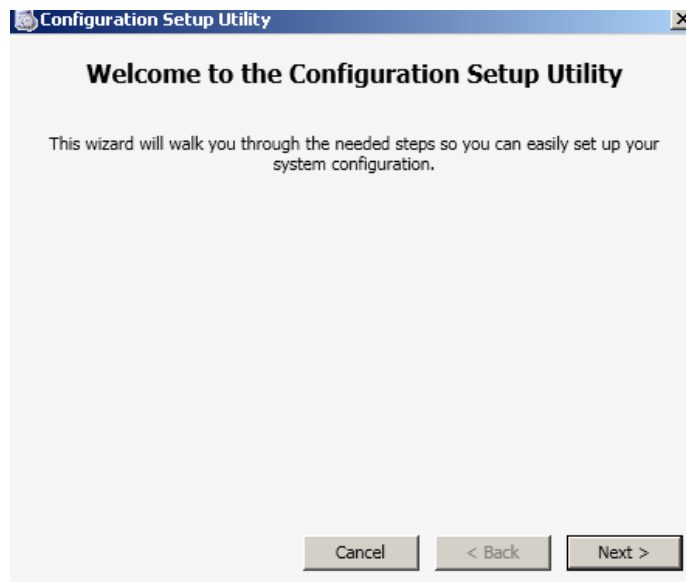 Configuration Setup Utility
Welcome to the Configuration Setup Utility
This wizard will walk you through the needed steps so you can easily set up your
system configuration.
Cancel
< Back
Next >